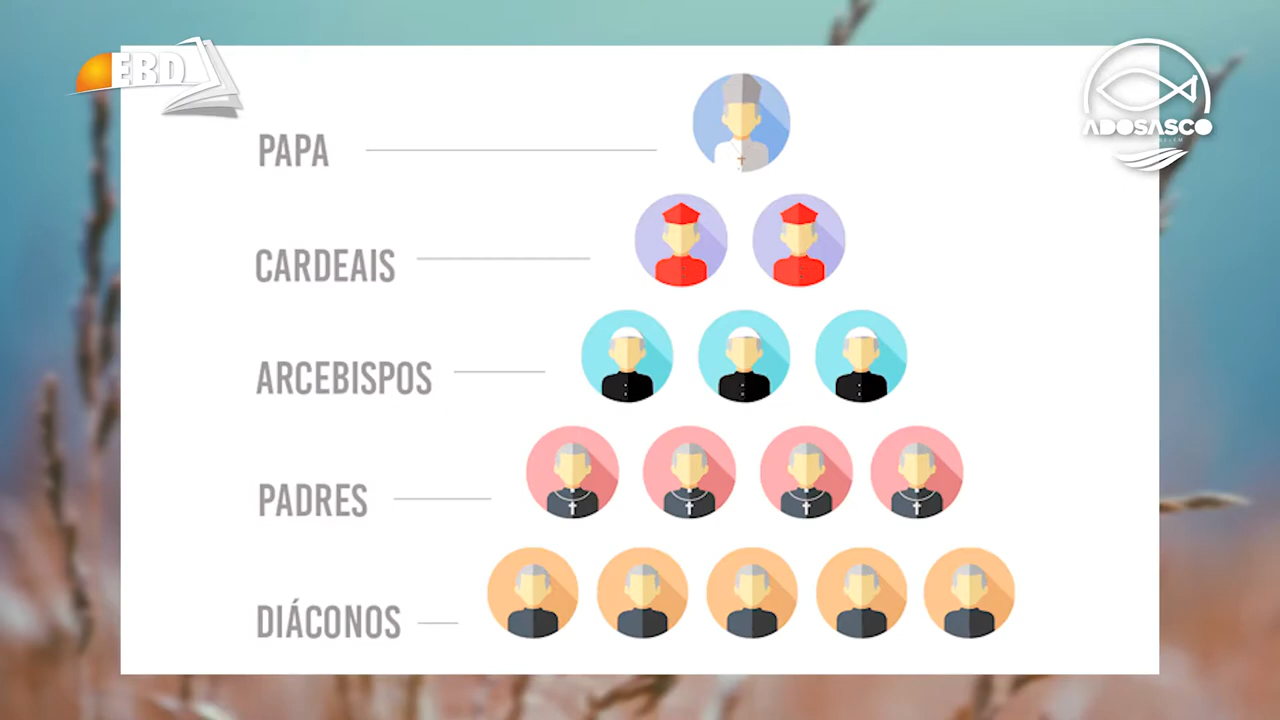 EBD
ADOSASCO
PAPA
CARDEAIS
ARCEBISPOS
PADRES
DIÁCONOS